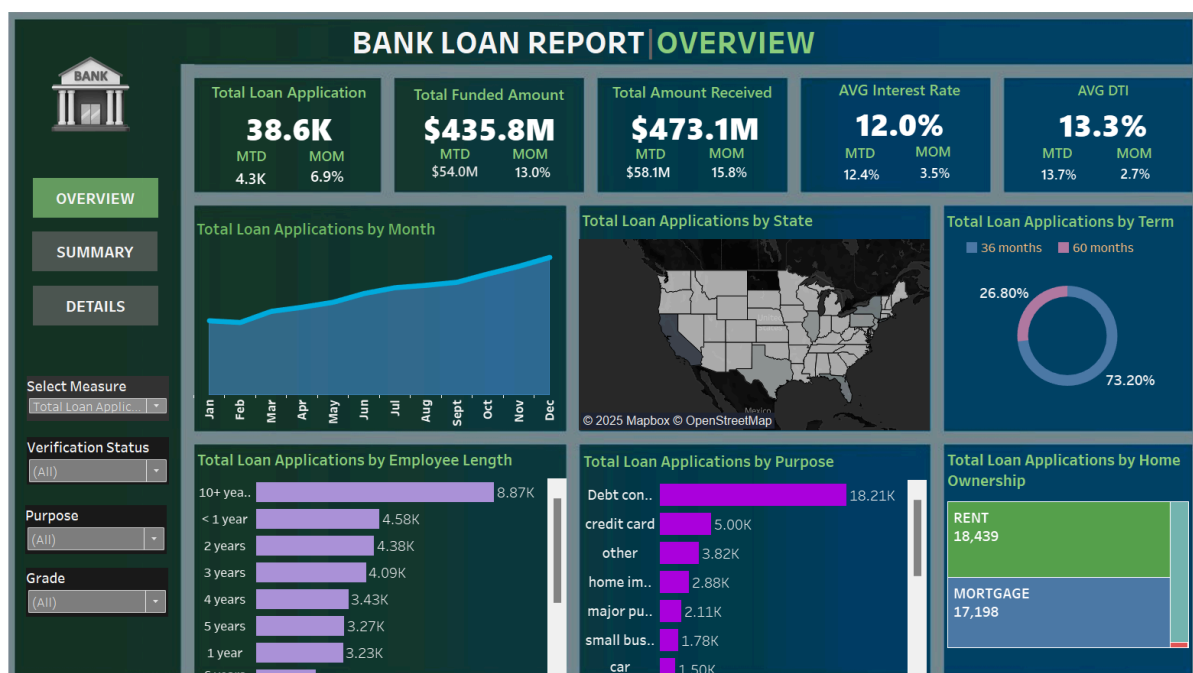 BANK LOAN REPORT|OVERVIEW
BANK
OVERVIEW
SUMMARY
DETAILS
Select Measure
Total Loan Applic...
Verification Status
(All)
Purpose
(All)
Grade
(All)
Total Loan Application
38.6K
MTD MOM
4.3K 6.9%
Total Funded Amount
$435.8M
MTD MOM
$54.0M 13.0%
Total Amount Received
$473.1M
MTD MOM
$58.1M 15.8%
AVG Interest Rate
12.0%
MTD MOM
12.4% 3.5%
AVG DTI
13.3%
MTD MOM
13.7% 2.7%
Total Loan Applications by Month
Jan Feb Mar Apr May Jun Jul Aug Sept Oct Nov Dec
Total Loan Applications by State
Mexico
© 2025 Mapbox © OpenStreetMap
Total Loan Applications by Term
36 months 60 months
26.80%
73.20%
Total Loan Applications by Employee Length
10+ yea.. 8.87K
< 1 year 4.58K
2 years 4.38K
3 years 4.09K
4 years 3.43K
5 years 3.27K
1 year 3.23K
Total Loan Applications by Purpose
Debt con.. 18.21K
credit card 5.00K
other 3.82K
home im.. 2.88K
major pu.. 2.11K
small bus.. 1.78K
car 1.50K
Total Loan Applications by Home
Ownership
RENT
18,439
MORTGAGE
17,198